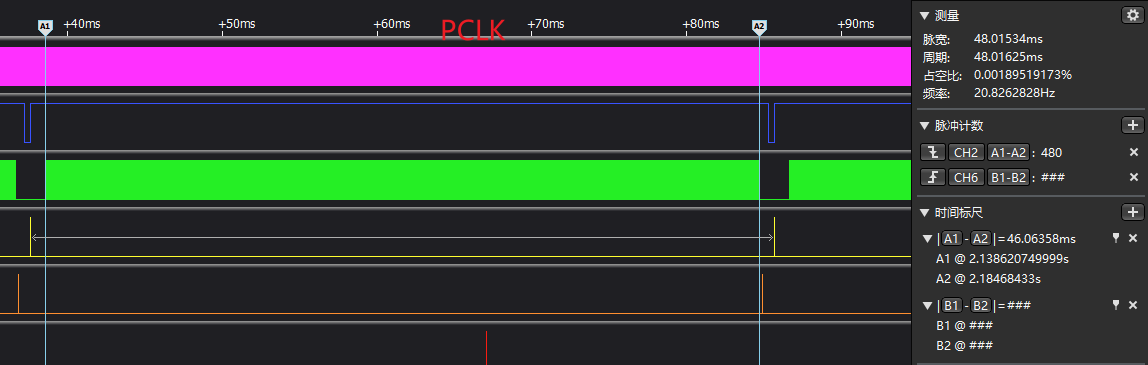 +40ms +50ms +60ms +70ms +80ms +90ms
A1 A2
PCLK
测量
脉宽: 48.01534ms
周期: 48.01625ms
占空比: 0.00189519173%
频率: 20.8262828Hz
脉冲计数
CH2 A1-A2 : 480
CH6 B1-B2 : ###
时间标尺
| A1 - A2 | = 46.06358ms
A1 @ 2.138620749999s
A2 @ 2.18468433s
| B1 - B2 | = ###
B1 @ ###
B2 @ ###